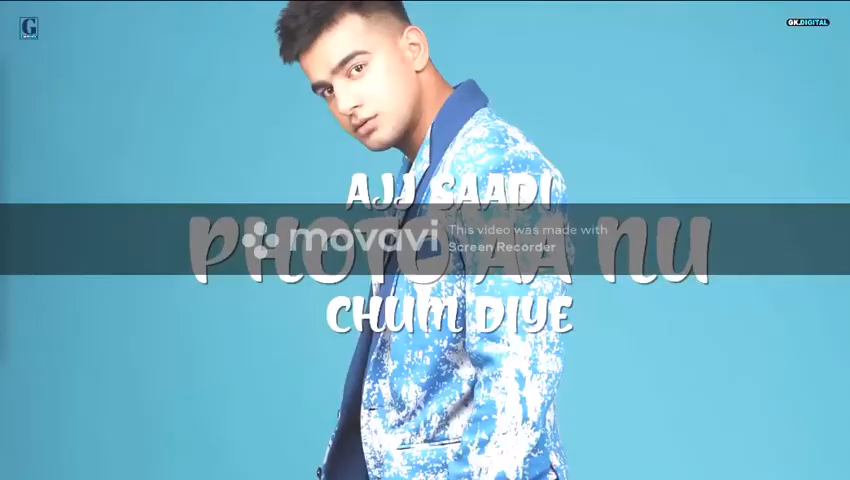 G
GK.DIGITAL
AJJ SAADI
PHOTO AA NU
movavi
This video was made with
Screen Recorder
CHUM DIYE